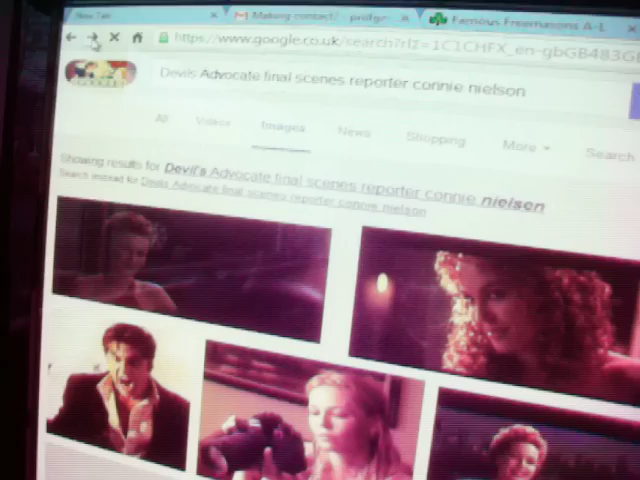 New Tab
Making contact! - profgr
Famous Freemasons A-L
https://www.google.co.uk/search?rlz=1C1CHFX_en-gbGB483G
Devils Advocate final scenes reporter connie nielson
All Videos Images News Shopping More Search
Showing results for Devil's Advocate final scenes reporter connie nielsen
Search instead for Devils Advocate final scenes reporter connie nielson